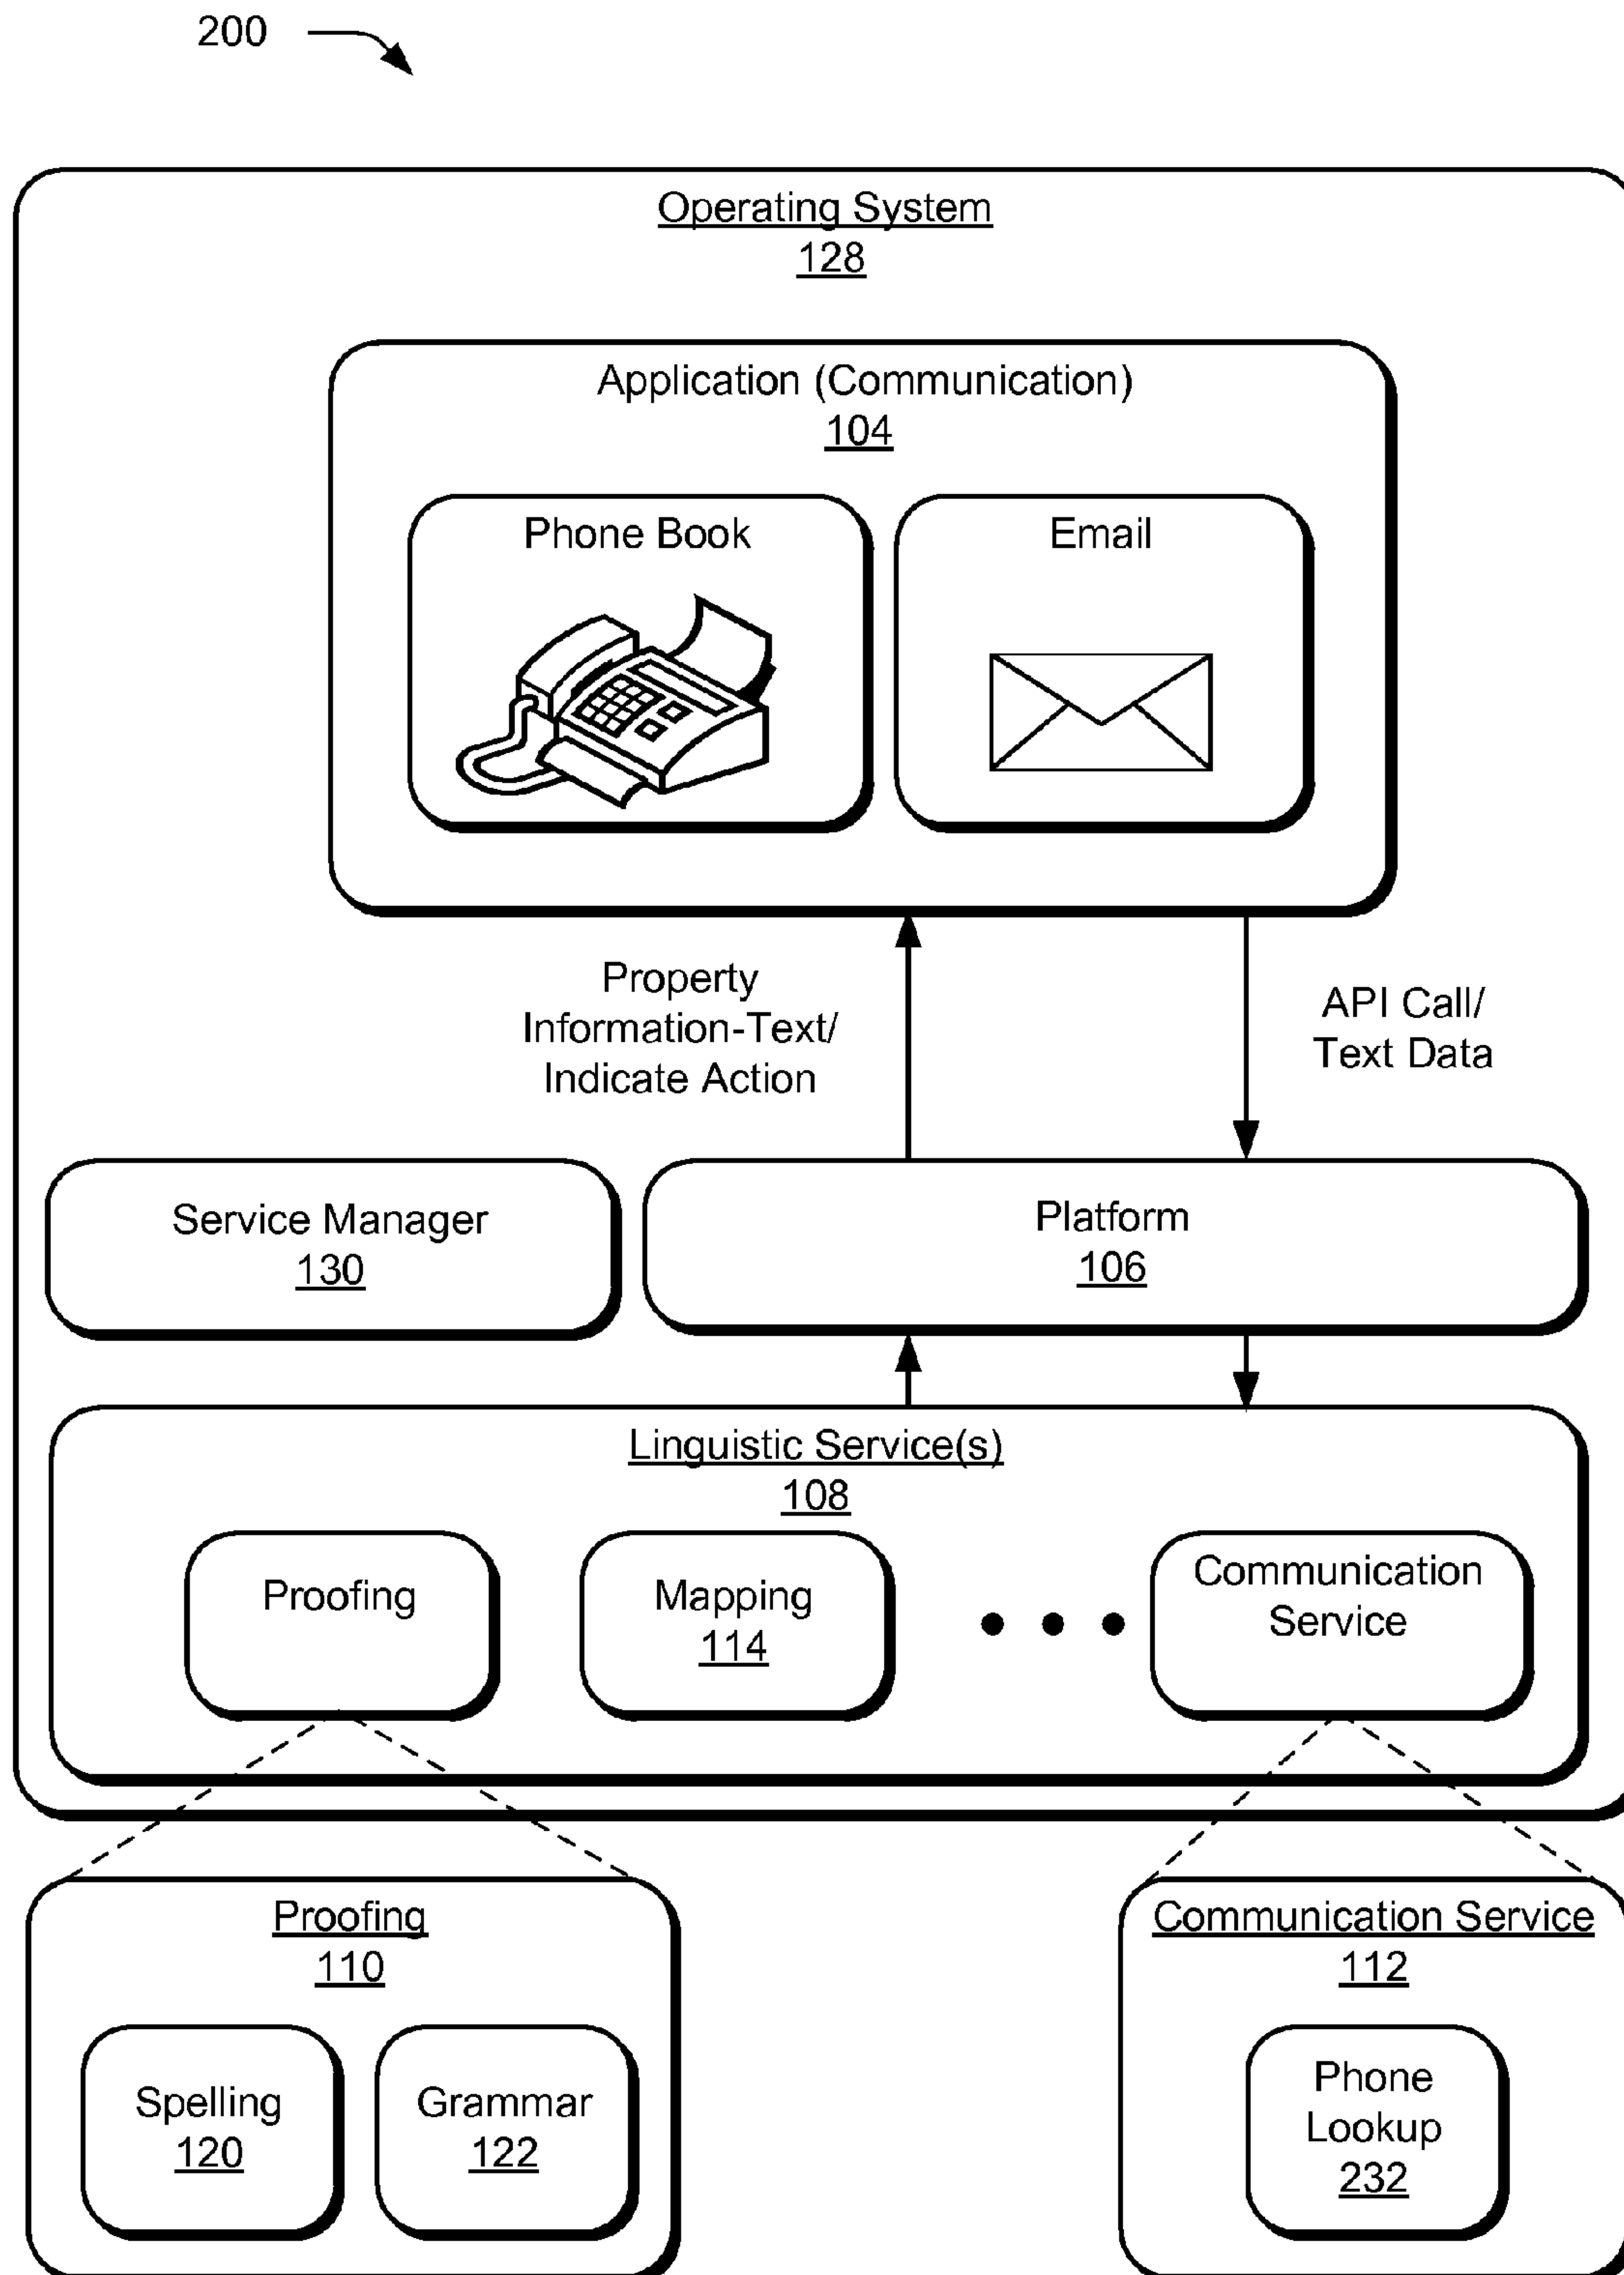 200
Operating System
128
Application (Communication)
104
Phone Book
Email
Property
Information-Text/
Indicate Action
API Call/
Text Data
Service Manager
130
Platform
106
Linguistic Service(s)
108
Proofing
Mapping
114
Communication
Service
Proofing
110
Spelling
120
Grammar
122
Communication Service
112
Phone
Lookup
232